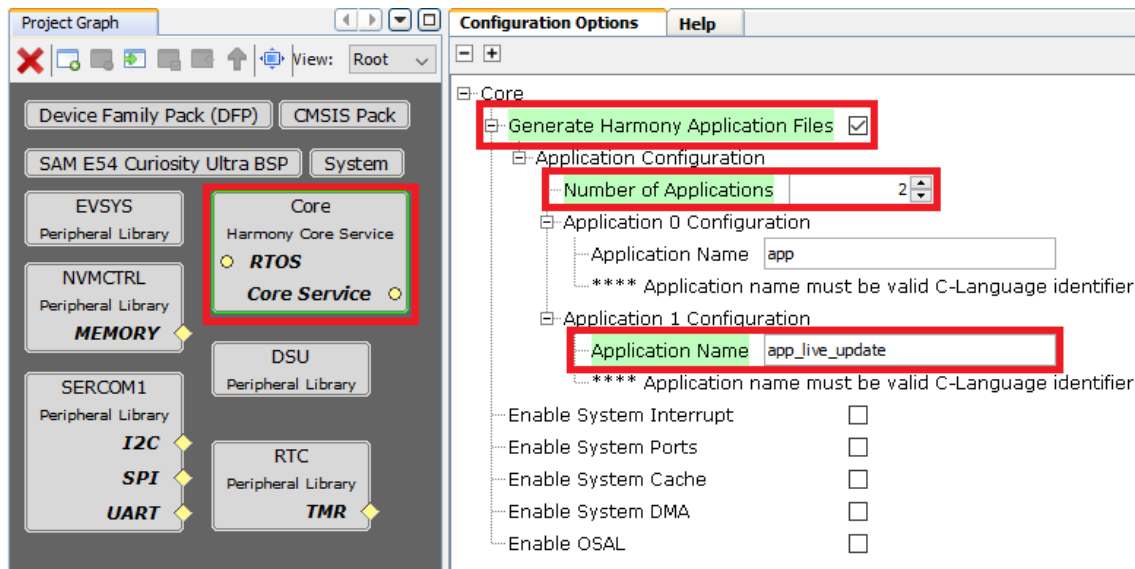 Project Graph
View: Root
Device Family Pack (DFP) CMSIS Pack
SAM E54 Curiosity Ultra BSP System
EVSYS
Peripheral Library
NVMCTRL
Peripheral Library
MEMORY
SERCOM1
Peripheral Library
I2C
SPI
UART
Core
Harmony Core Service
RTOS
Core Service
DSU
Peripheral Library
RTC
Peripheral Library
TMR
Configuration Options Help
Core
Generate Harmony Application Files
Application Configuration
Number of Applications 2
Application 0 Configuration
Application Name app
**** Application name must be valid C-Language identifier
Application 1 Configuration
Application Name app_live_update
**** Application name must be valid C-Language identifier
Enable System Interrupt
Enable System Ports
Enable System Cache
Enable System DMA
Enable OSAL